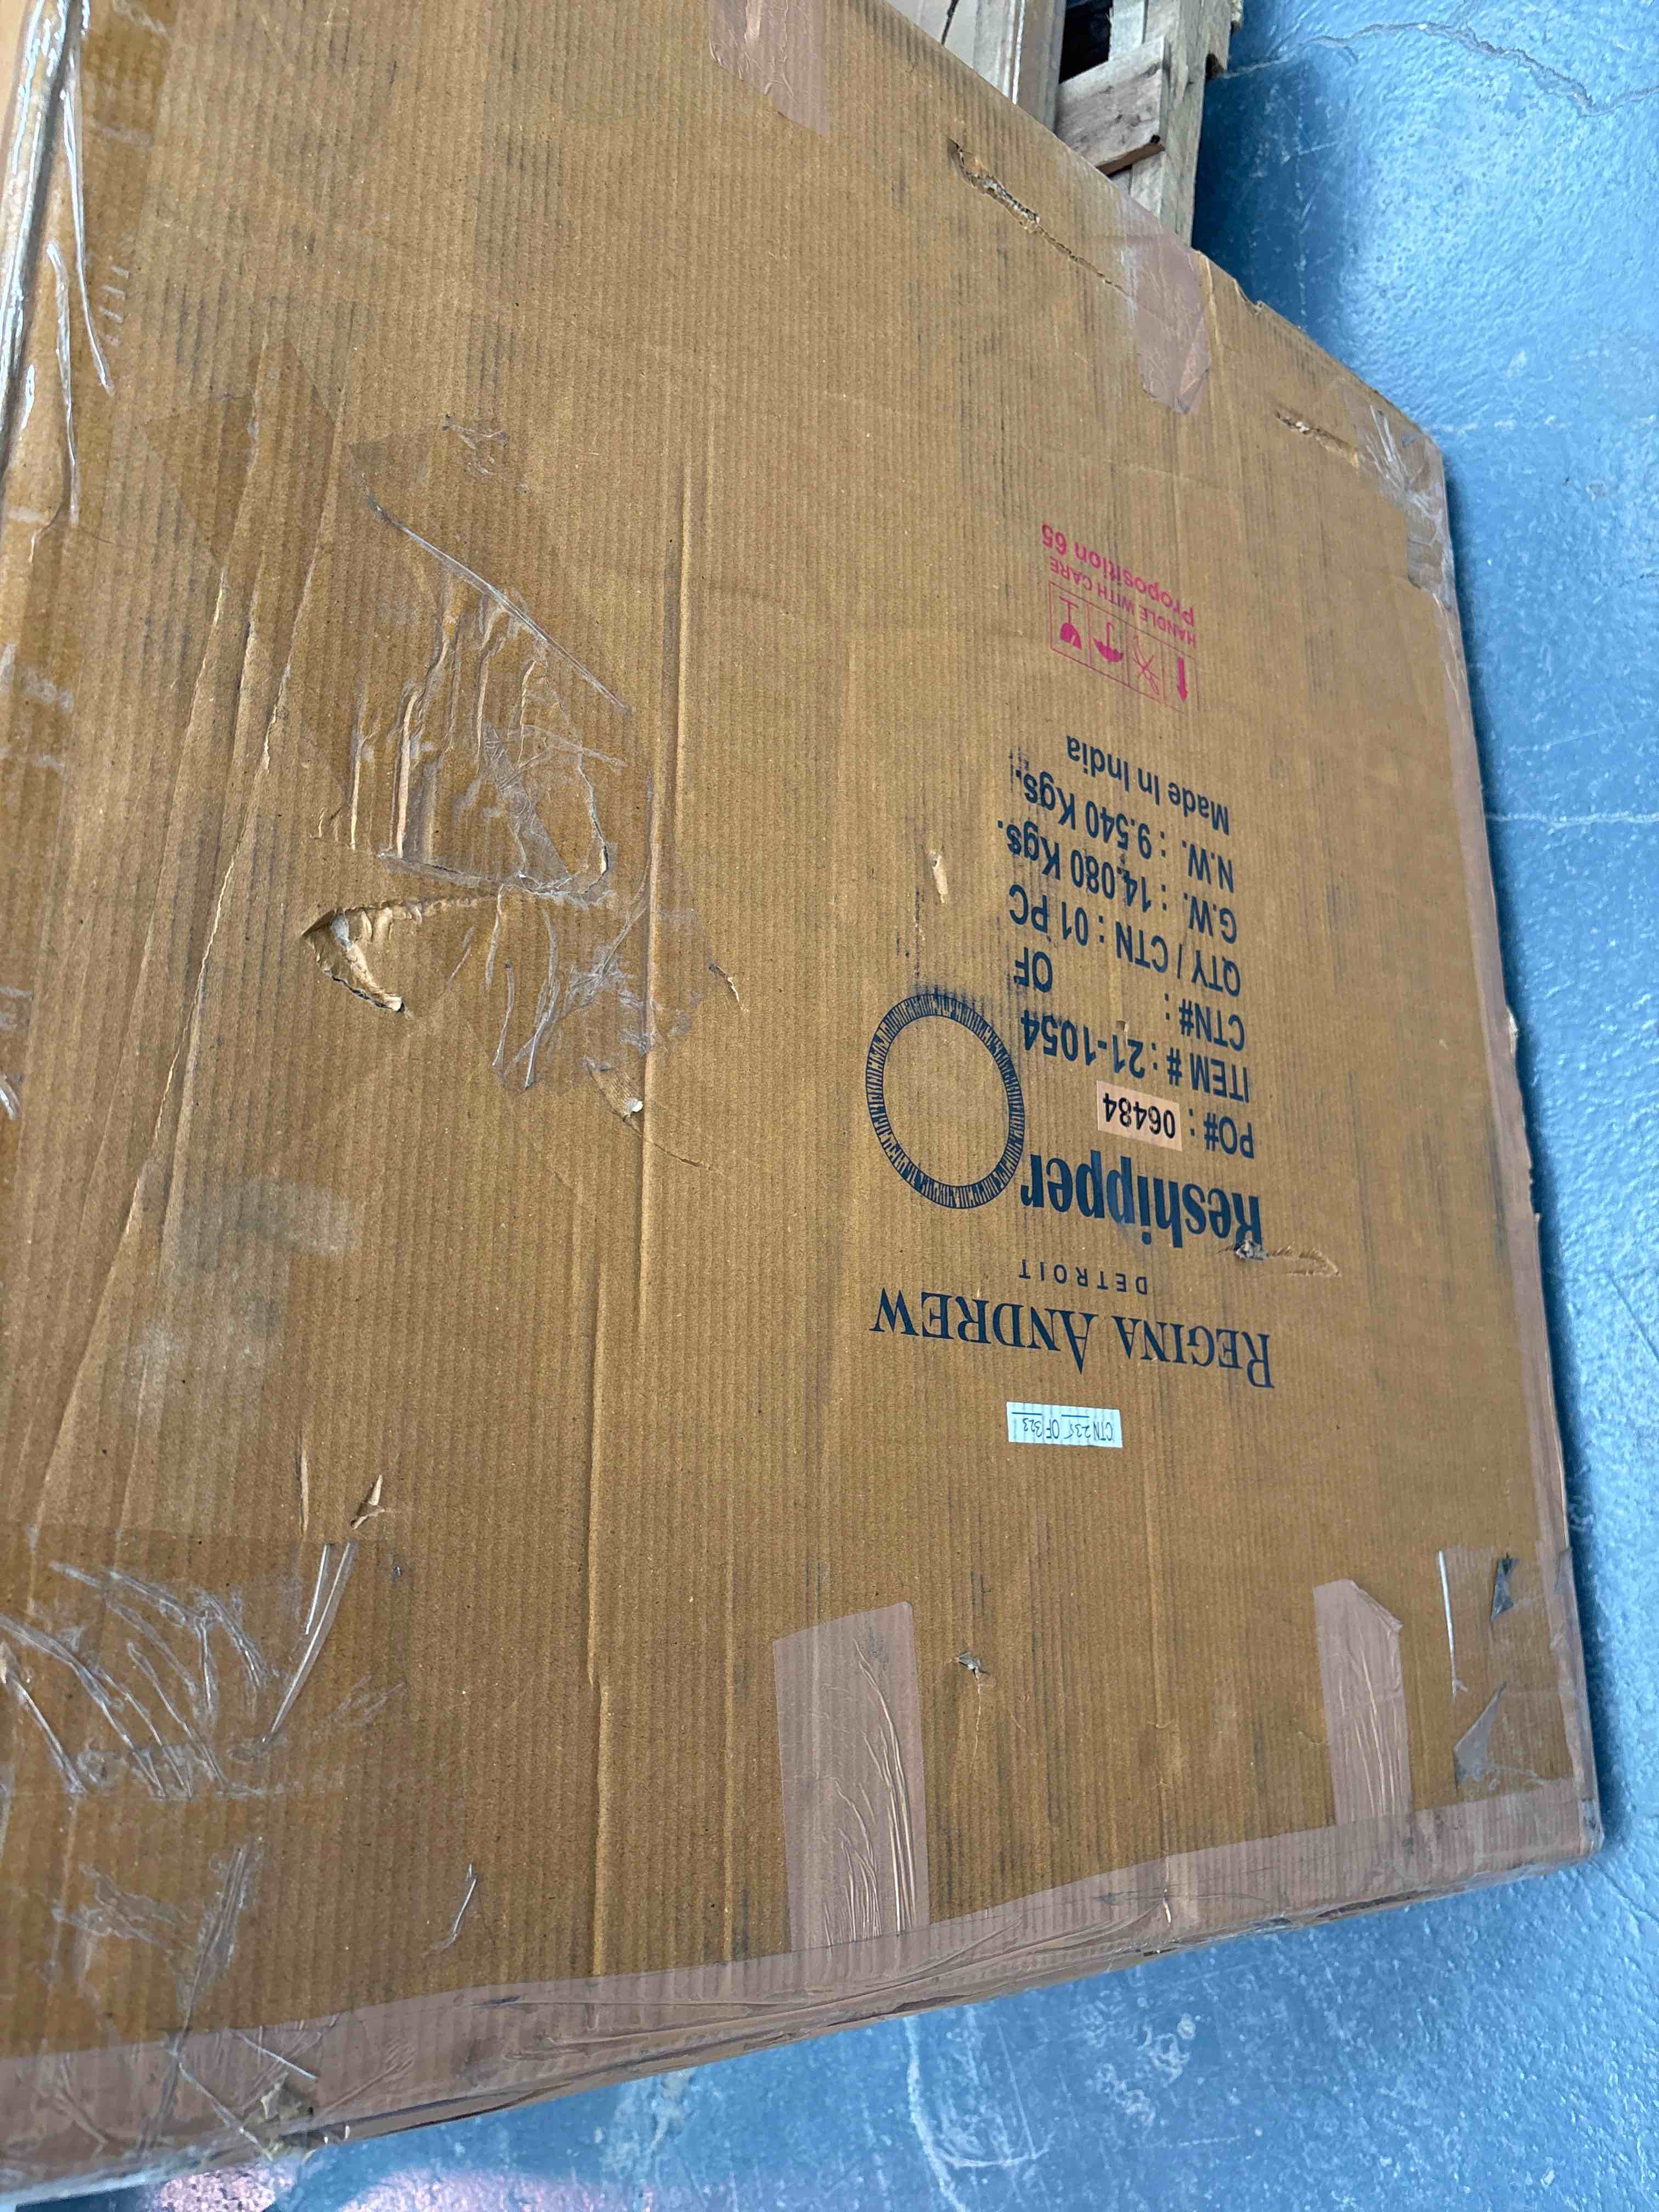 CTN 235 OF 323
REGINA ANDREW
DETROIT
Reshipper
PO# : 06484
ITEM # : 21-1054
CTN# : OF
QTY / CTN : 01 PC
G.W. : 14.080 Kgs.
N.W. : 9.540 Kgs.
Made In India
HANDLE WITH CARE
Proposition 65